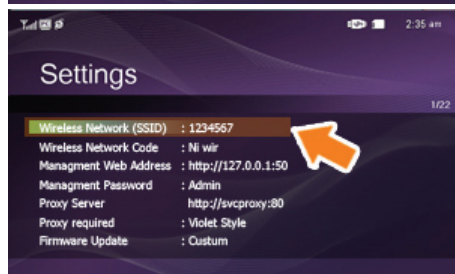 2:35 am
Settings
1/22
Wireless Network (SSID) : 1234567
Wireless Network Code : Ni wir
Managment Web Address : http://127.0.0.1:50
Managment Password : Admin
Proxy Server http://svcproxy:80
Proxy required : Violet Style
Firmware Update : Custum